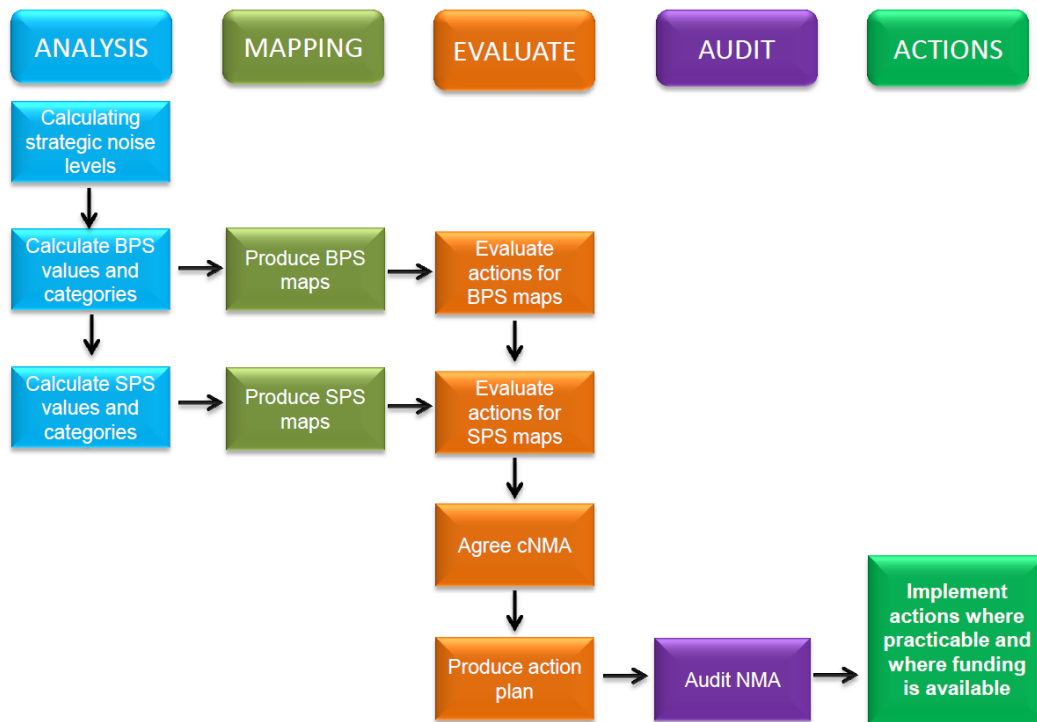 ANALYSIS
MAPPING
EVALUATE
AUDIT
ACTIONS
Calculating
strategic noise
levels
Calculate BPS
values and
categories
Produce BPS
maps
Evaluate
actions for
BPS maps
Calculate SPS
values and
categories
Produce SPS
maps
Evaluate
actions for
SPS maps
Agree cNMA
Produce action
plan
Audit NMA
Implement
actions where
practicable and
where funding
is available